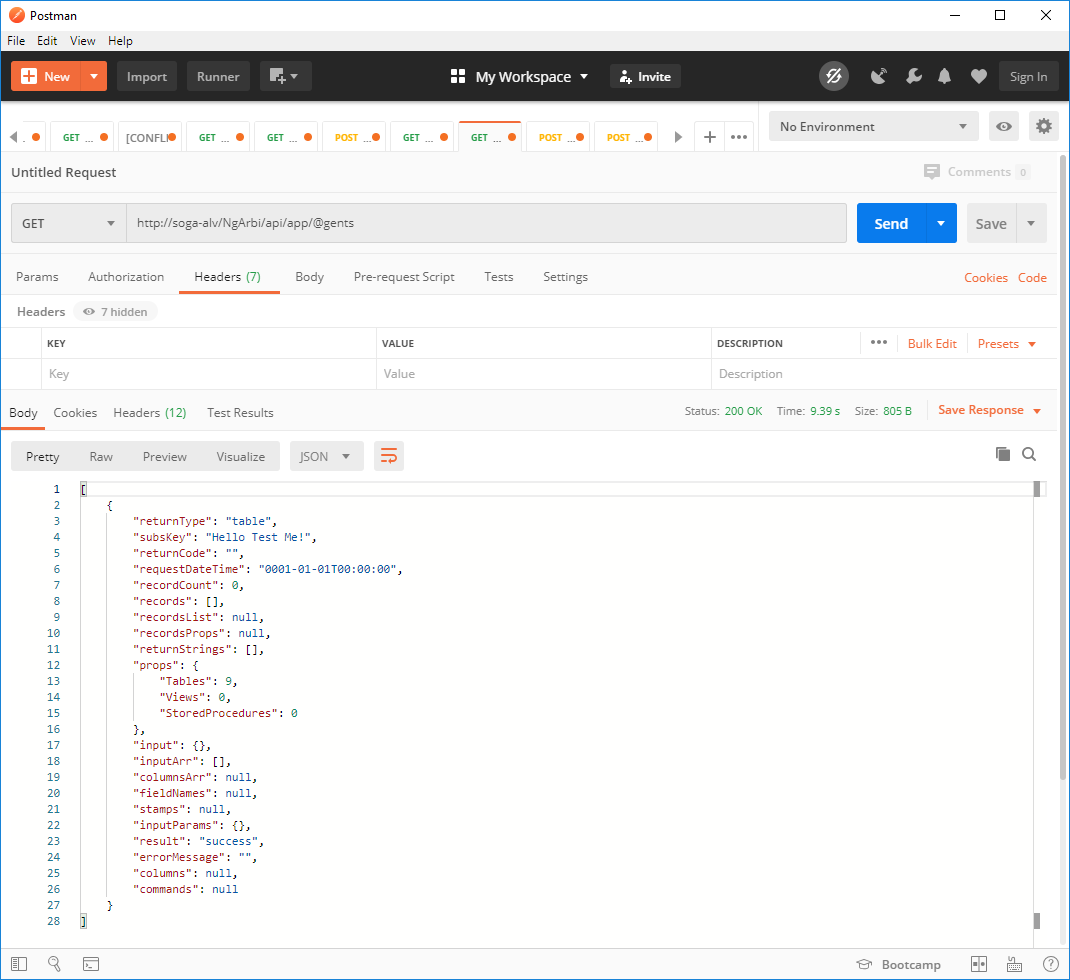 Postman
File Edit View Help
New Import Runner My Workspace Invite Sign In
. GET ... [CONFLI GET ... GET ... POST ... GET ... GET ... POST ... POST ... No Environment
Untitled Request Comments 0
GET http://soga-alv/NgArbi/api/app/@gents Send Save
Params Authorization Headers (7) Body Pre-request Script Tests Settings Cookies Code
Headers 7 hidden
KEY VALUE DESCRIPTION ••• Bulk Edit Presets
Key Value Description
Body Cookies Headers (12) Test Results Status: 200 OK Time: 9.39 s Size: 805 B Save Response
Pretty Raw Preview Visualize JSON
1 [
2 {
3 "returnType": "table",
4 "subsKey": "Hello Test Me!",
5 "returnCode": "",
6 "requestDateTime": "0001-01-01T00:00:00",
7 "recordCount": 0,
8 "records": [],
9 "recordsList": null,
10 "recordsProps": null,
11 "returnStrings": [],
12 "props": {
13 "Tables": 9,
14 "Views": 0,
15 "StoredProcedures": 0
16 },
17 "input": {},
18 "inputArr": [],
19 "columnsArr": null,
20 "fieldNames": null,
21 "stamps": null,
22 "inputParams": {},
23 "result": "success",
24 "errorMessage": "",
25 "columns": null,
26 "commands": null
27 }
28 ]
Bootcamp